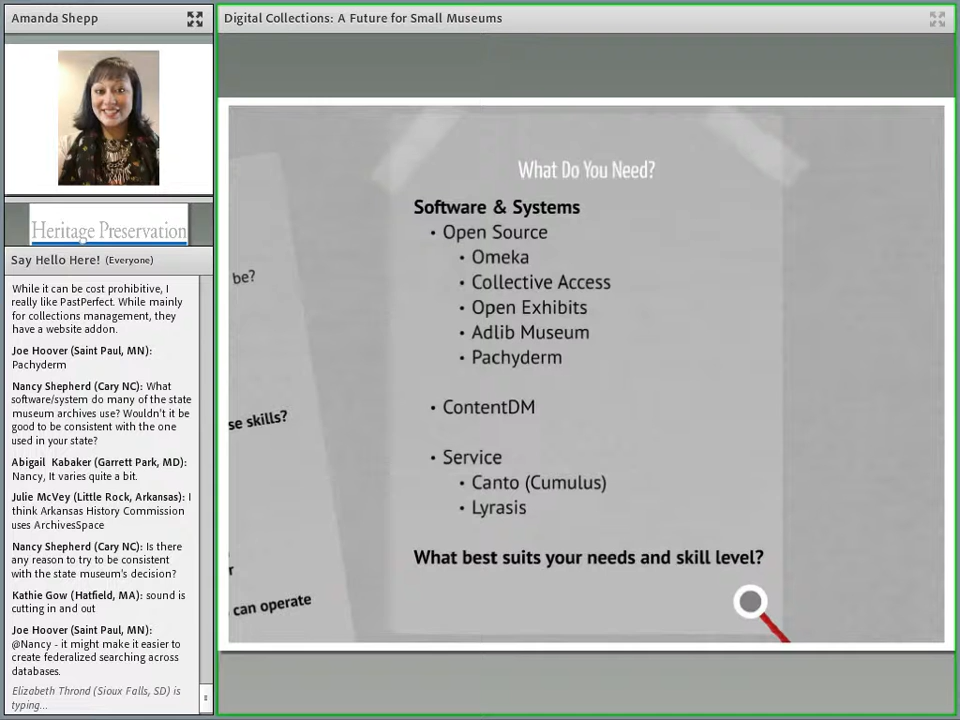 Amanda Shepp
Digital Collections: A Future for Small Museums
Heritage Preservation
Say Hello Here! (Everyone)
While it can be cost prohibitive, I
really like PastPerfect. While mainly
for collections management, they
have a website addon.
Joe Hoover (Saint Paul, MN):
Pachyderm
Nancy Shepherd (Cary NC): What
software/system do many of the state
museum archives use? Wouldn't it be
good to be consistent with the one
used in your state?
Abigail Kabaker (Garrett Park, MD):
Nancy, It varies quite a bit.
Julie McVey (Little Rock, Arkansas): I
think Arkansas History Commission
uses ArchivesSpace
Nancy Shepherd (Cary NC): Is there
any reason to try to be consistent
with the state museum's decision?
Kathie Gow (Hatfield, MA): sound is
cutting in and out
Joe Hoover (Saint Paul, MN):
@Nancy - it might make it easier to
create federalized searching across
databases.
Elizabeth Thrond (Sioux Falls, SD) is
typing...
be?
se skills?
r
can operate
What Do You Need?
Software & Systems
• Open Source
• Omeka
• Collective Access
• Open Exhibits
• Adlib Museum
• Pachyderm
• ContentDM
• Service
• Canto (Cumulus)
• Lyrasis
What best suits your needs and skill level?